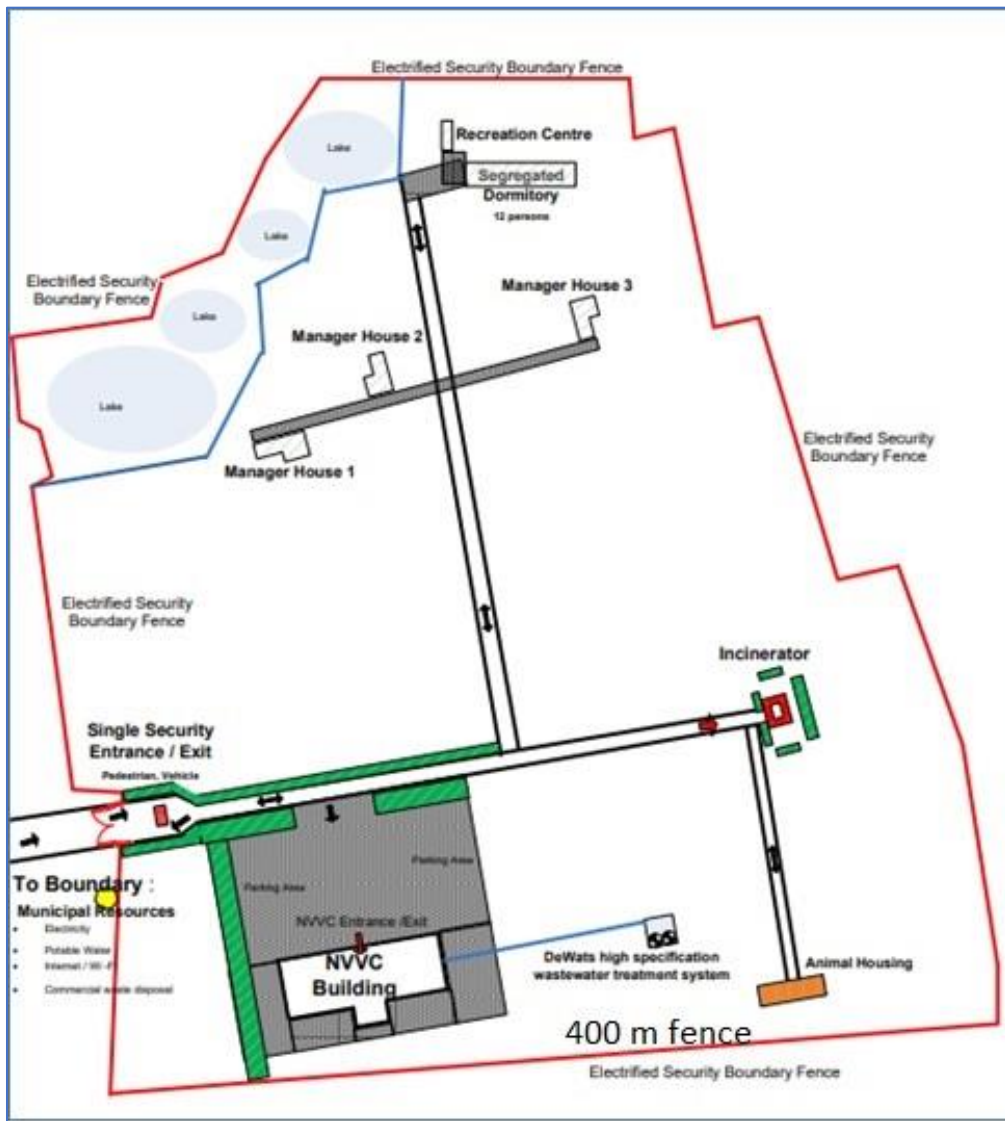 Electrified Security Boundary Fence
Recreation Centre
Lake
Segregated
Dormitory
12 persons
Lake
Electrified Security
Boundary Fence
Manager House 3
Lake
Manager House 2
Lake
Manager House 1
Electrified Security
Boundary Fence
Electrified Security
Boundary Fence
Incinerator
Single Security
Entrance / Exit
Pedestrian, Vehicle
Parking Area
Parking Area
To Boundary :
Municipal Resources
• Electricity
• Potable Water
• Internet / Wi -Fi
• Commercial waste disposal
NVVC Entrance /Exit
NVVC
Building
DeWats high specification
wastewater treatment system
Animal Housing
400 m fence
Electrified Security Boundary Fence